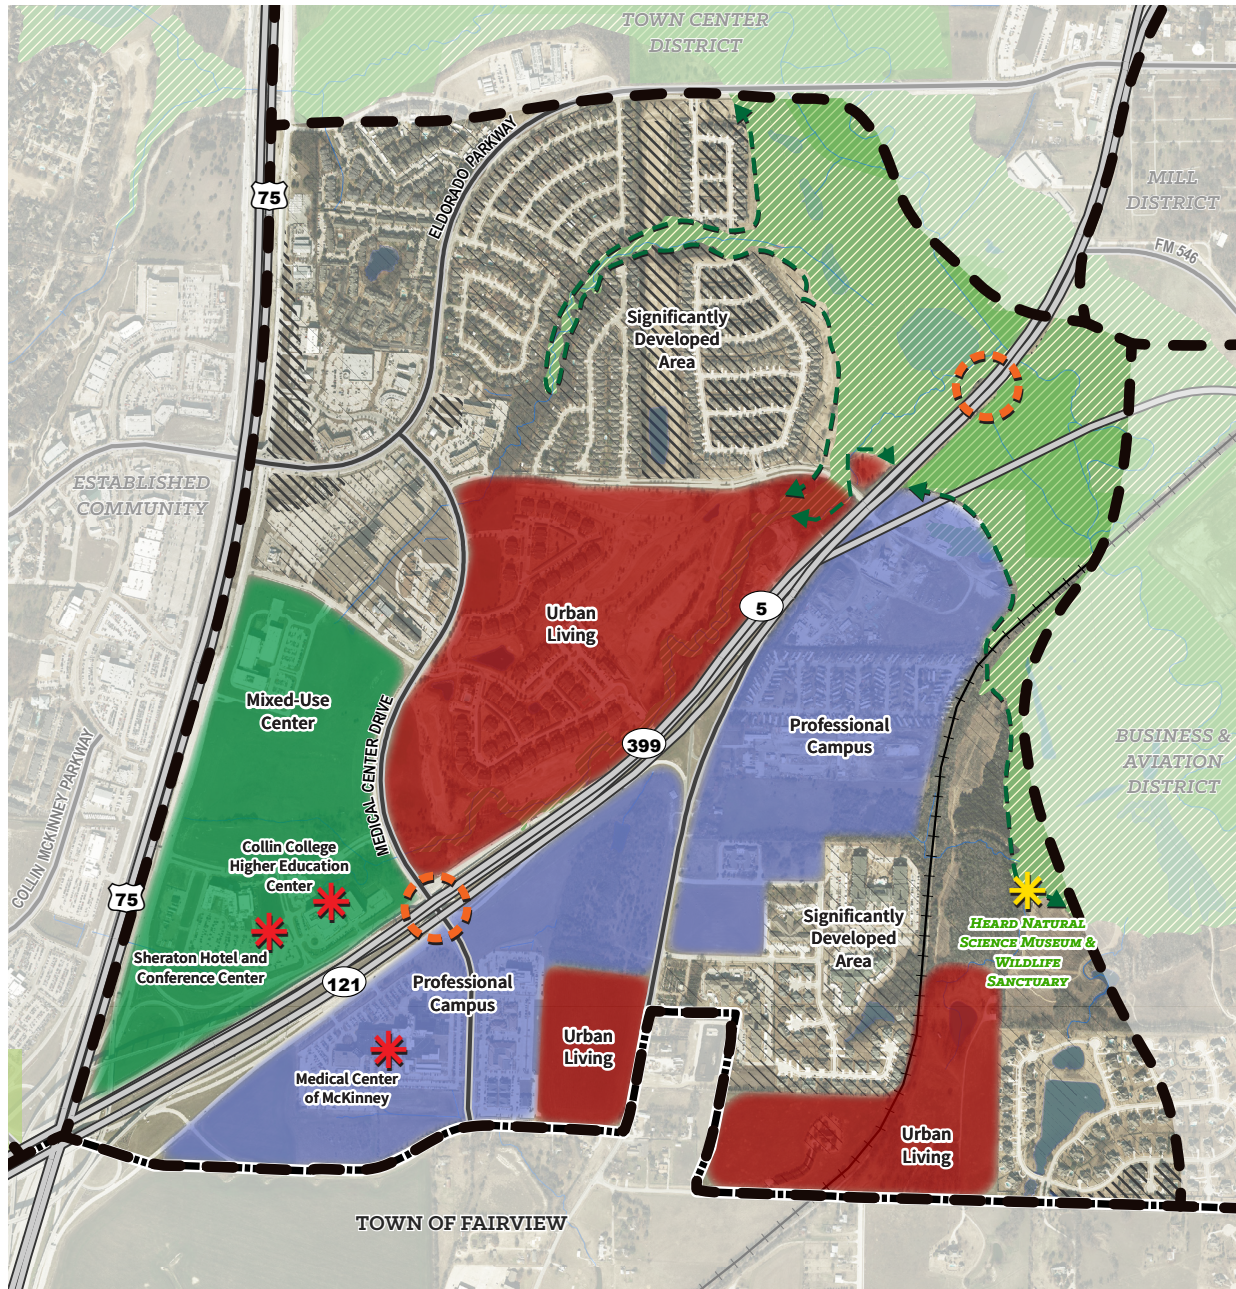 TOWN CENTER
DISTRICT
MILL
DISTRICT
FM 546
ELDORADO PARKWAY
75
Significantly
Developed
Area
ESTABLISHED
COMMUNITY
5
Urban
Living
Mixed-Use
Center
MEDICAL CENTER DRIVE
399
Professional
Campus
BUSINESS &
AVIATION
DISTRICT
COLLIN MCKINNEY PARKWAY
Collin College
Higher Education
Center
75
Sheraton Hotel and
Conference Center
121
Significantly
Developed
Area
Heard Natural
Science Museum &
Wildlife
Sanctuary
Professional
Campus
Urban
Living
Medical Center
of McKinney
Urban
Living
TOWN OF FAIRVIEW